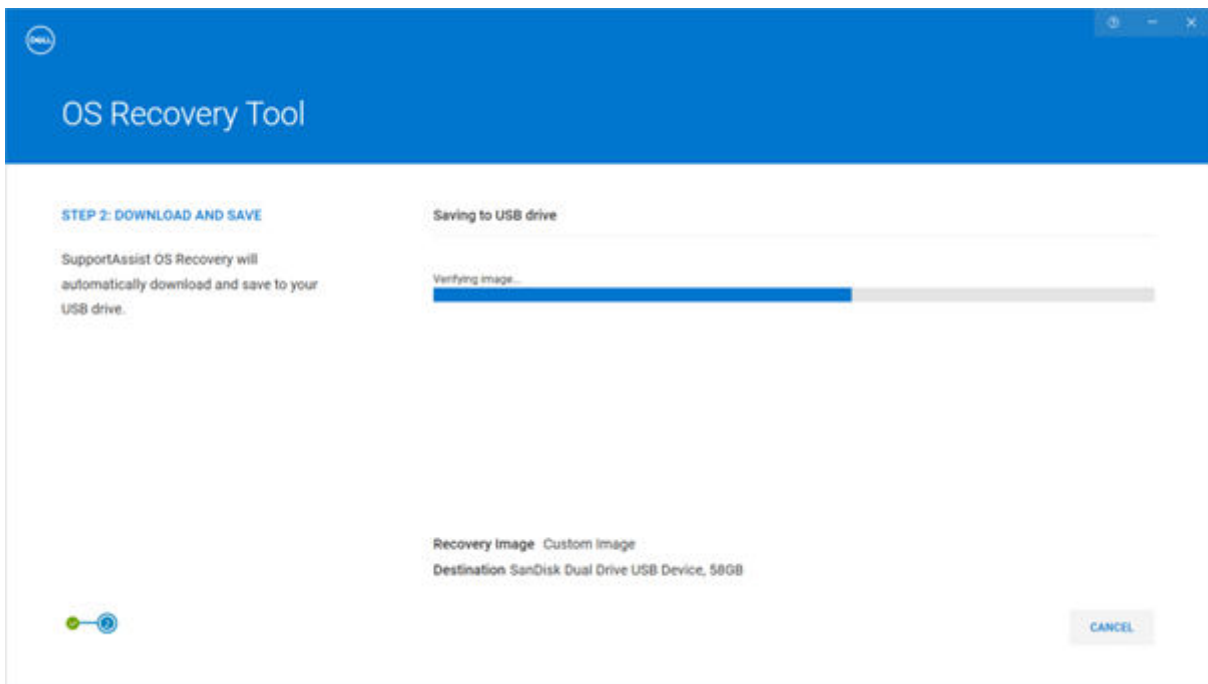 DELL
OS Recovery Tool
STEP 2: DOWNLOAD AND SAVE
SupportAssist OS Recovery will
automatically download and save to your
USB drive.
Saving to USB drive
Verifying image...
Recovery Image Custom Image
Destination SanDisk Dual Drive USB Device, 58GB
2
CANCEL